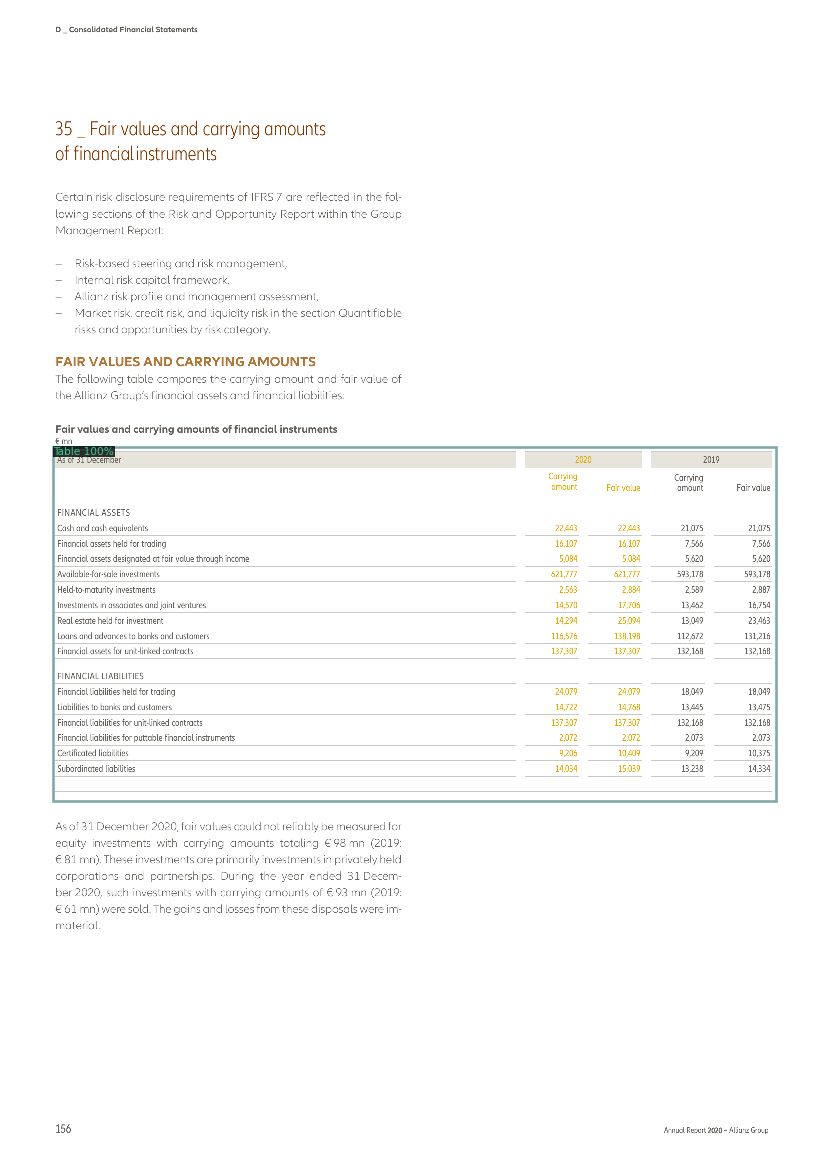 D _ Consolidated Financial Statements
35 _ Fair values and carrying amounts
of financial instruments
Certain risk disclosure requirements of IFRS 7 are reflected in the fol-
lowing sections of the Risk and Opportunity Report within the Group
Management Report:
– Risk-based steering and risk management,
– Internal risk capital framework,
– Allianz risk profile and management assessment,
– Market risk, credit risk, and liquidity risk in the section Quantifiable
risks and opportunities by risk category.
FAIR VALUES AND CARRYING AMOUNTS
The following table compares the carrying amount and fair value of
the Allianz Group's financial assets and financial liabilities:
Fair values and carrying amounts of financial instruments
€ mn
Table 100%
As of 31 December 2020 2019
Carrying amount Fair value Carrying amount Fair value
FINANCIAL ASSETS
Cash and cash equivalents 22,443 22,443 21,075 21,075
Financial assets held for trading 16,107 16,107 7,566 7,566
Financial assets designated at fair value through income 5,084 5,084 5,620 5,620
Available-for-sale investments 621,777 621,777 593,178 593,178
Held-to-maturity investments 2,563 2,884 2,589 2,887
Investments in associates and joint ventures 14,570 17,706 13,462 16,754
Real estate held for investment 14,294 25,094 13,049 23,463
Loans and advances to banks and customers 116,576 138,198 112,672 131,216
Financial assets for unit-linked contracts 137,307 137,307 132,168 132,168
FINANCIAL LIABILITIES
Financial liabilities held for trading 24,079 24,079 18,049 18,049
Liabilities to banks and customers 14,722 14,768 13,445 13,475
Financial liabilities for unit-linked contracts 137,307 137,307 132,168 132,168
Financial liabilities for puttable financial instruments 2,072 2,072 2,073 2,073
Certificated liabilities 9,206 10,409 9,209 10,375
Subordinated liabilities 14,034 15,039 13,238 14,334
As of 31 December 2020, fair values could not reliably be measured for
equity investments with carrying amounts totaling € 98 mn (2019:
€ 81 mn). These investments are primarily investments in privately held
corporations and partnerships. During the year ended 31 Decem-
ber 2020, such investments with carrying amounts of € 93 mn (2019:
€ 61 mn) were sold. The gains and losses from these disposals were im-
material.
156
Annual Report 2020 – Allianz Group